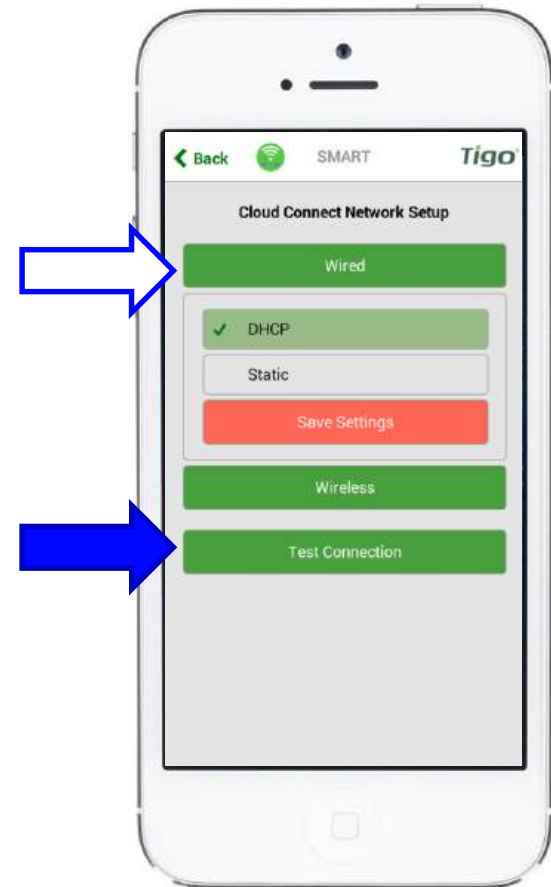 Back SMART Tigo
Cloud Connect Network Setup
Wired
DHCP
Static
Save Settings
Wireless
Test Connection